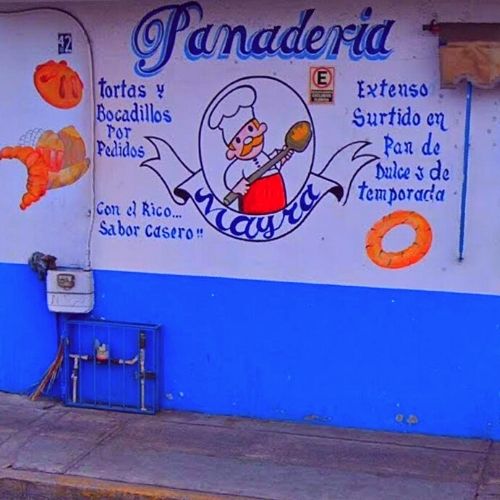 Panaderia
42
E
Tortas y
Bocadillos
Por
Pedidos
Con el Rico...
Sabor Casero!!
Mayra
Extenso
Surtido en
Pan de
Dulce y de
temporada